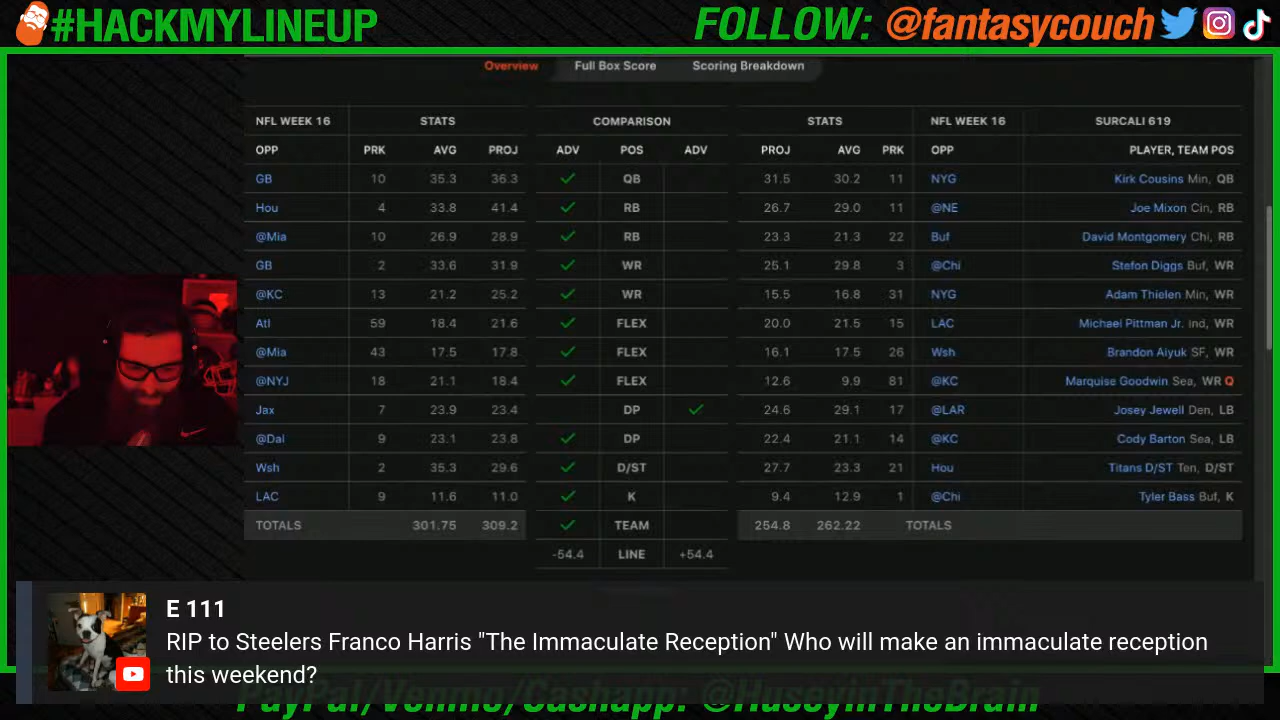 #HACKMYLINEUP FOLLOW: @fantasycouch
Overview Full Box Score Scoring Breakdown
NFL WEEK 16 STATS COMPARISON STATS NFL WEEK 16 SURCALI 619
OPP PRK AVG PROJ ADV POS ADV PROJ AVG PRK OPP PLAYER, TEAM POS
GB 10 35.3 36.3 ✓ QB 31.5 30.2 11 NYG Kirk Cousins Min, QB
Hou 4 33.8 41.4 ✓ RB 26.7 29.0 11 @NE Joe Mixon Cin, RB
@Mia 10 26.9 28.9 ✓ RB 23.3 21.3 22 Buf David Montgomery Chi, RB
GB 2 33.6 31.9 ✓ WR 25.1 29.8 3 @Chi Stefon Diggs Buf, WR
@KC 13 21.2 25.2 ✓ WR 15.5 16.8 31 NYG Adam Thielen Min, WR
Atl 59 18.4 21.6 ✓ FLEX 20.0 21.5 15 LAC Michael Pittman Jr. Ind, WR
@Mia 43 17.5 17.8 ✓ FLEX 16.1 17.5 26 Wsh Brandon Aiyuk SF, WR
@NYJ 18 21.1 18.4 ✓ FLEX 12.6 9.9 81 @KC Marquise Goodwin Sea, WR Q
Jax 7 23.9 23.4 DP ✓ 24.6 29.1 17 @LAR Josey Jewell Den, LB
@Dal 9 23.1 23.8 ✓ DP 22.4 21.1 14 @KC Cody Barton Sea, LB
Wsh 2 35.3 29.6 ✓ D/ST 27.7 23.3 21 Hou Titans D/ST Ten, D/ST
LAC 9 11.6 11.0 ✓ K 9.4 12.9 1 @Chi Tyler Bass Buf, K
TOTALS 301.75 309.2 ✓ TEAM 254.8 262.22 TOTALS
-54.4 LINE +54.4
E 111
RIP to Steelers Franco Harris "The Immaculate Reception" Who will make an immaculate reception
this weekend?
PayPal/Venmo/Cashapp: @HuseyinTheBrain